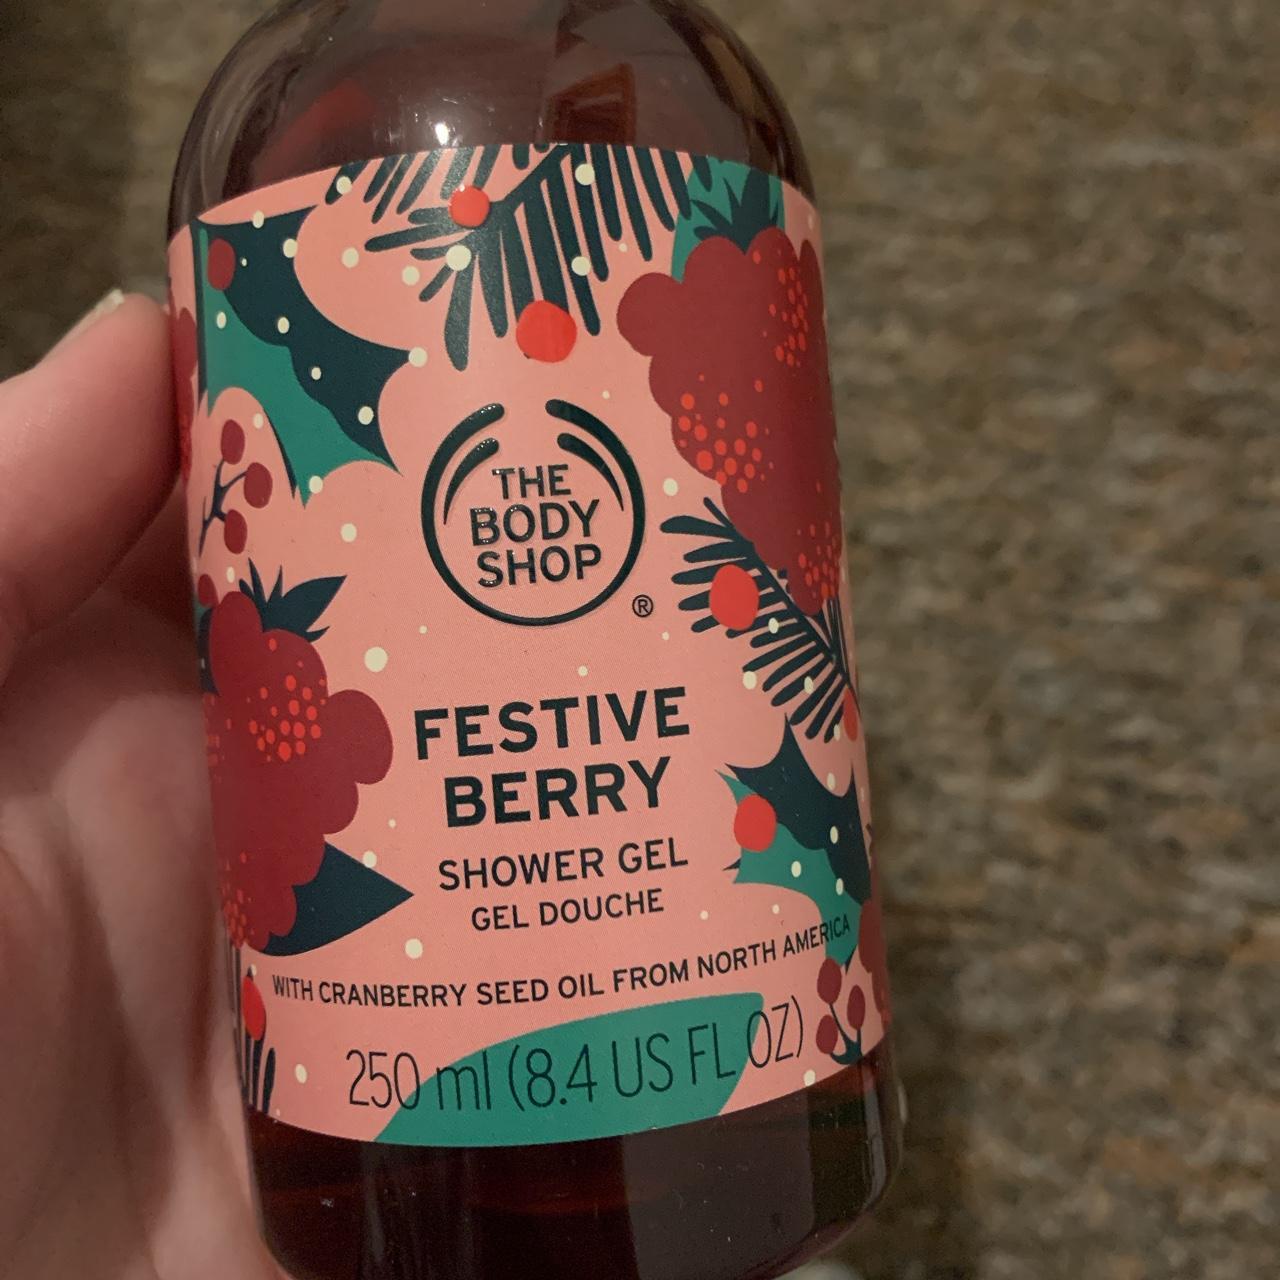 THE
BODY
SHOP
®
FESTIVE
BERRY
SHOWER GEL
GEL DOUCHE
WITH CRANBERRY SEED OIL FROM NORTH AMERICA
250 ml (8.4 US FL OZ)